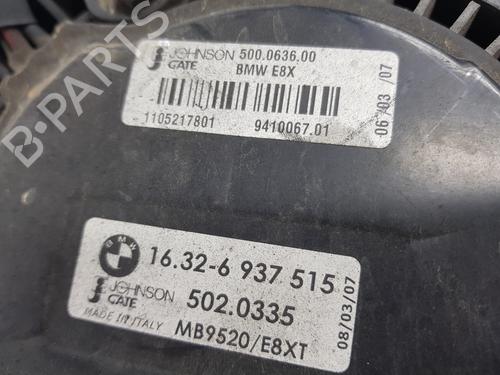 JOHNSON 500.0636.00
GATE BMW E8X
1105217801 9410067.01
06/03/07
B-PARTS
BMW
16.32-6 937 515
JOHNSON 502.0335
GATE
MADE IN ITALY MB9520/E8XT
08/03/07